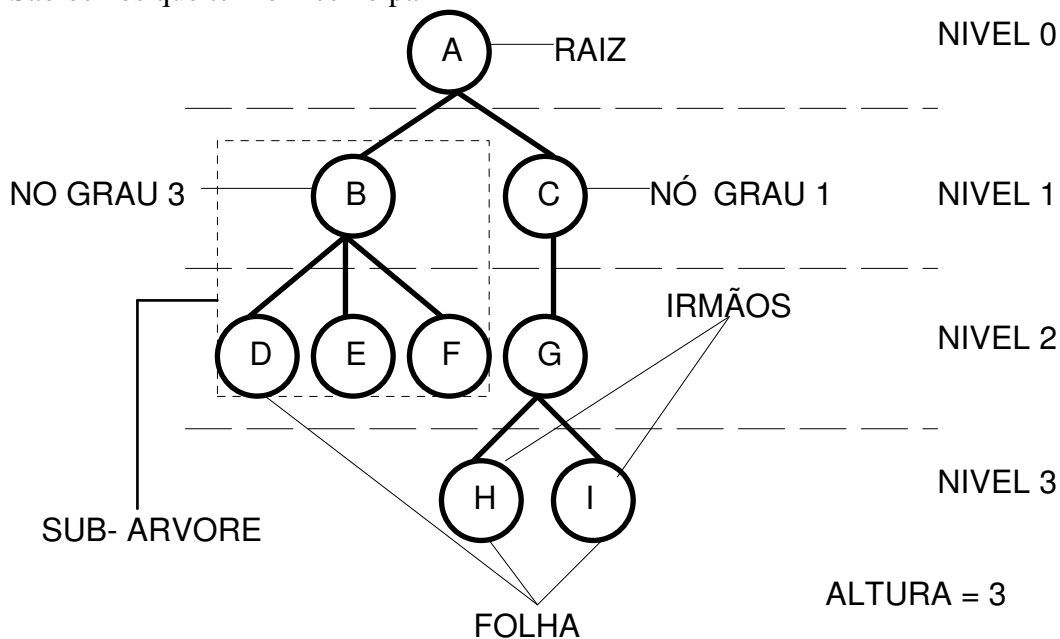 A RAIZ NIVEL 0
NO GRAU 3 B C NÓ GRAU 1 NIVEL 1
IRMÃOS
D E F G NIVEL 2
H I NIVEL 3
SUB- ARVORE
ALTURA = 3
FOLHA